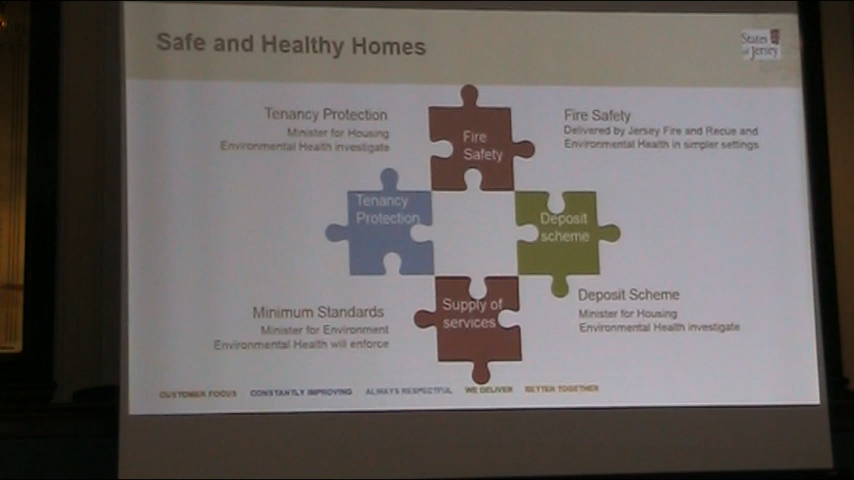 Safe and Healthy Homes
States
of Jersey
Tenancy Protection
Minister for Housing
Environmental Health investigate
Fire Safety
Delivered by Jersey Fire and Recue and
Environmental Health in simpler settings
Fire
Safety
Tenancy
Protection
Deposit
scheme
Supply of
services
Minimum Standards
Minister for Environment
Environmental Health will enforce
Deposit Scheme
Minister for Housing
Environmental Health investigate
CUSTOMER FOCUS CONSTANTLY IMPROVING ALWAYS RESPECTFUL WE DELIVER BETTER TOGETHER